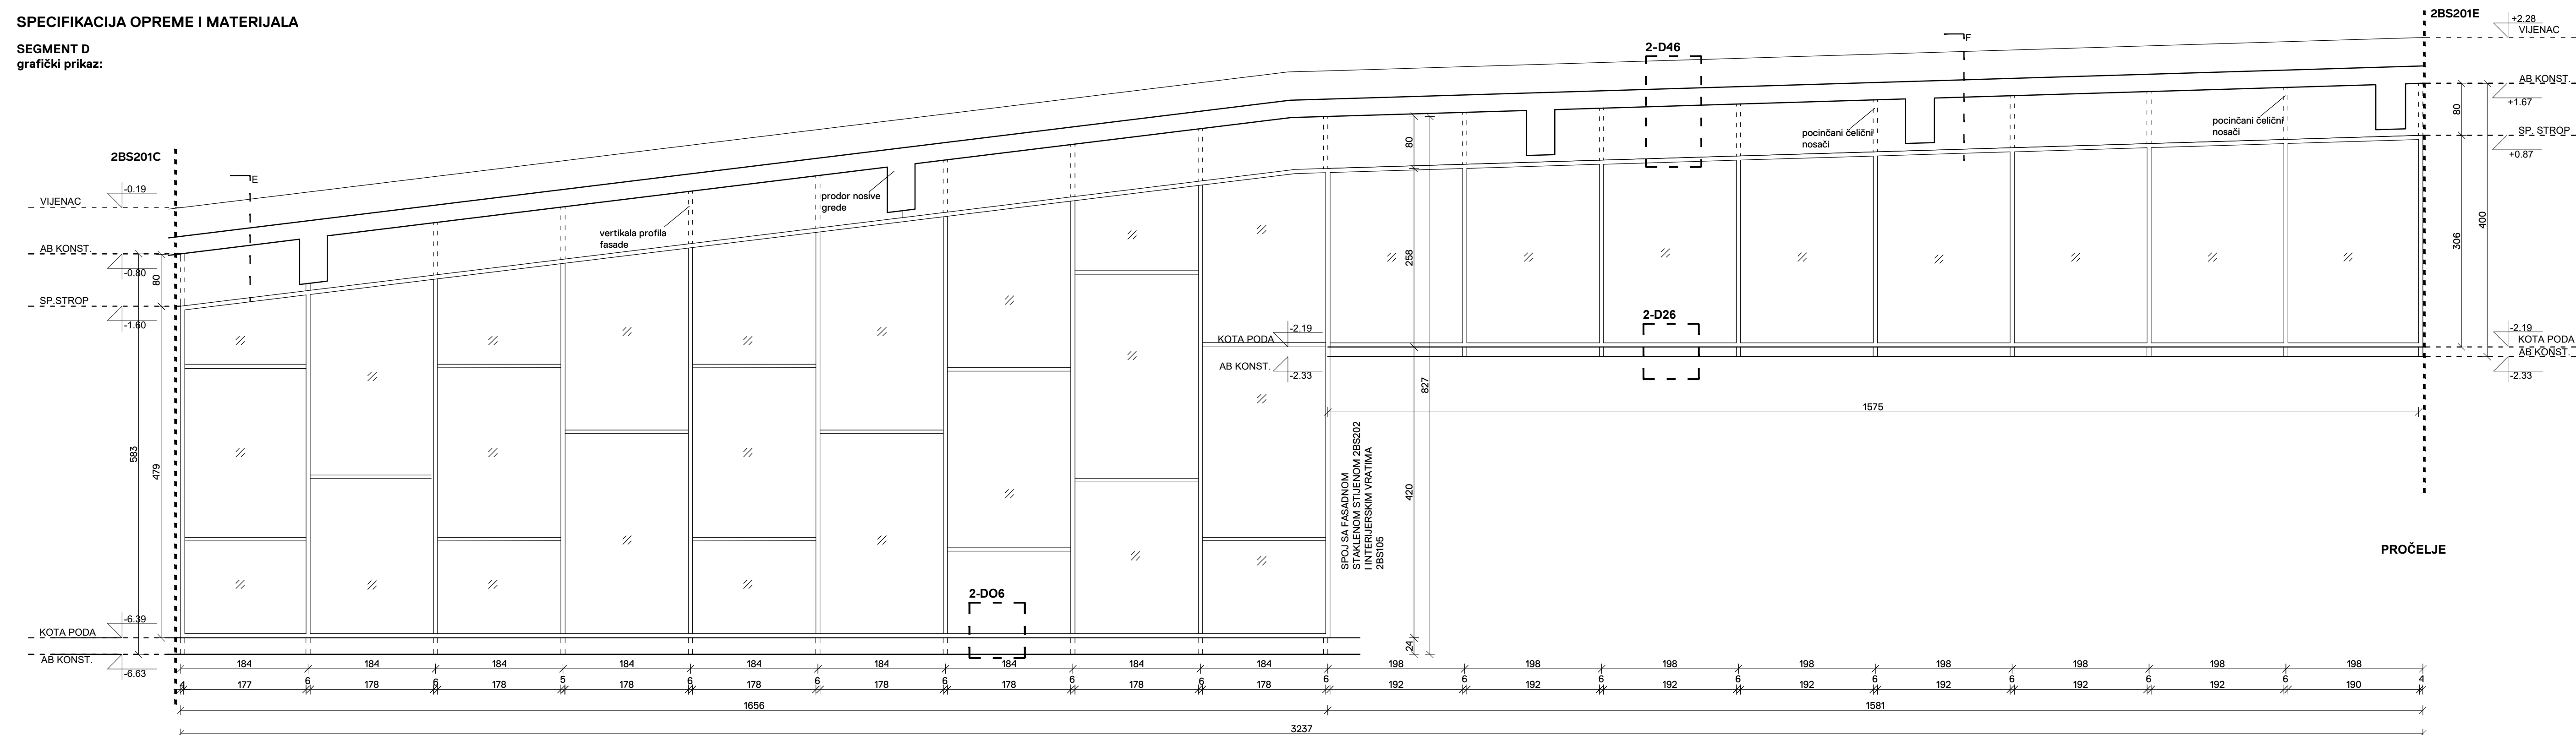 SPECIFIKACIJA OPREME I MATERIJALA
SEGMENT D
grafički prikaz:
2BS201C
E
-0.19
VIJENAC
AB KONST.
-0.80
80
SP.STROP
-1.60
583
479
-6.39
KOTA PODA
AB KONST.
-6.63
vertikala profila
fasade
prodor nosive
grede
2-DO6
2-D46
F
2BS201E
+2.28
VIJENAC
AB KONST.
+1.67
80
SP. STROP
+0.87
400
306
-2.19
KOTA PODA
AB KONST.
-2.33
pocinčani čelični
nosači
pocinčani čelični
nosači
80
258
2-D26
-2.19
KOTA PODA
AB KONST.
-2.33
827
420
24
1575
SPOJ SA FASADNOM
STAKLENOM STIJENOM 2BS202
I INTERIJERSKIM VRATIMA
2BS105
PROČELJE
184 184 184 184 184 184 184 184 184 198 198 198 198 198 198 198 198
4 177 6 178 6 178 5 178 6 178 6 178 6 178 6 178 6 178 6 192 6 192 6 192 6 192 6 192 6 192 6 192 6 190 4
1656 1581
3237